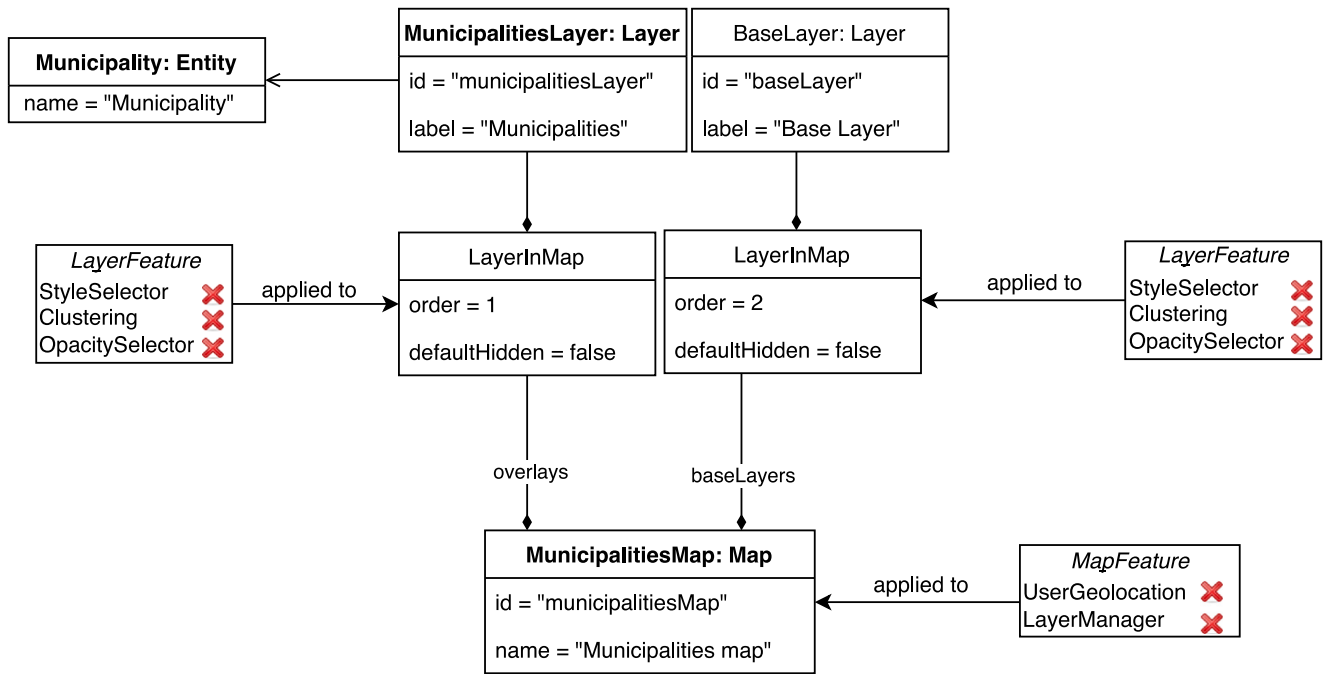 MunicipalitiesLayer: Layer
id = "municipalitiesLayer"
label = "Municipalities"
BaseLayer: Layer
id = "baseLayer"
label = "Base Layer"
Municipality: Entity
name = "Municipality"
LayerFeature
StyleSelector
Clustering
OpacitySelector
applied to
LayerInMap
order = 1
defaultHidden = false
LayerInMap
order = 2
defaultHidden = false
applied to
LayerFeature
StyleSelector
Clustering
OpacitySelector
overlays
baseLayers
MunicipalitiesMap: Map
id = "municipalitiesMap"
name = "Municipalities map"
applied to
MapFeature
UserGeolocation
LayerManager